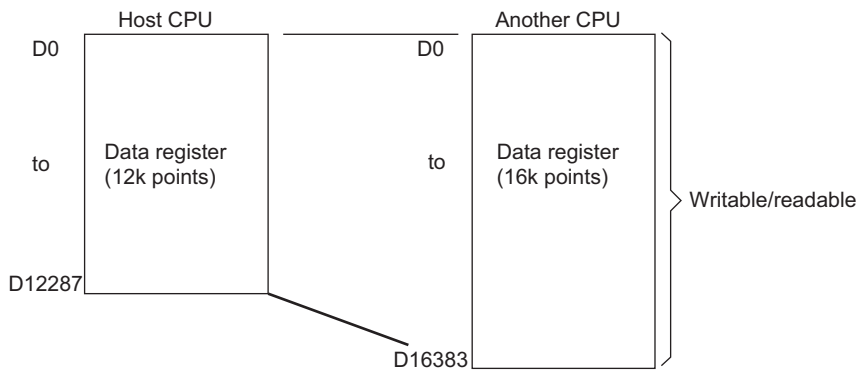 Host CPU
Another CPU
D0
D0
to
Data register
(12k points)
to
Data register
(16k points)
Writable/readable
D12287
D16383